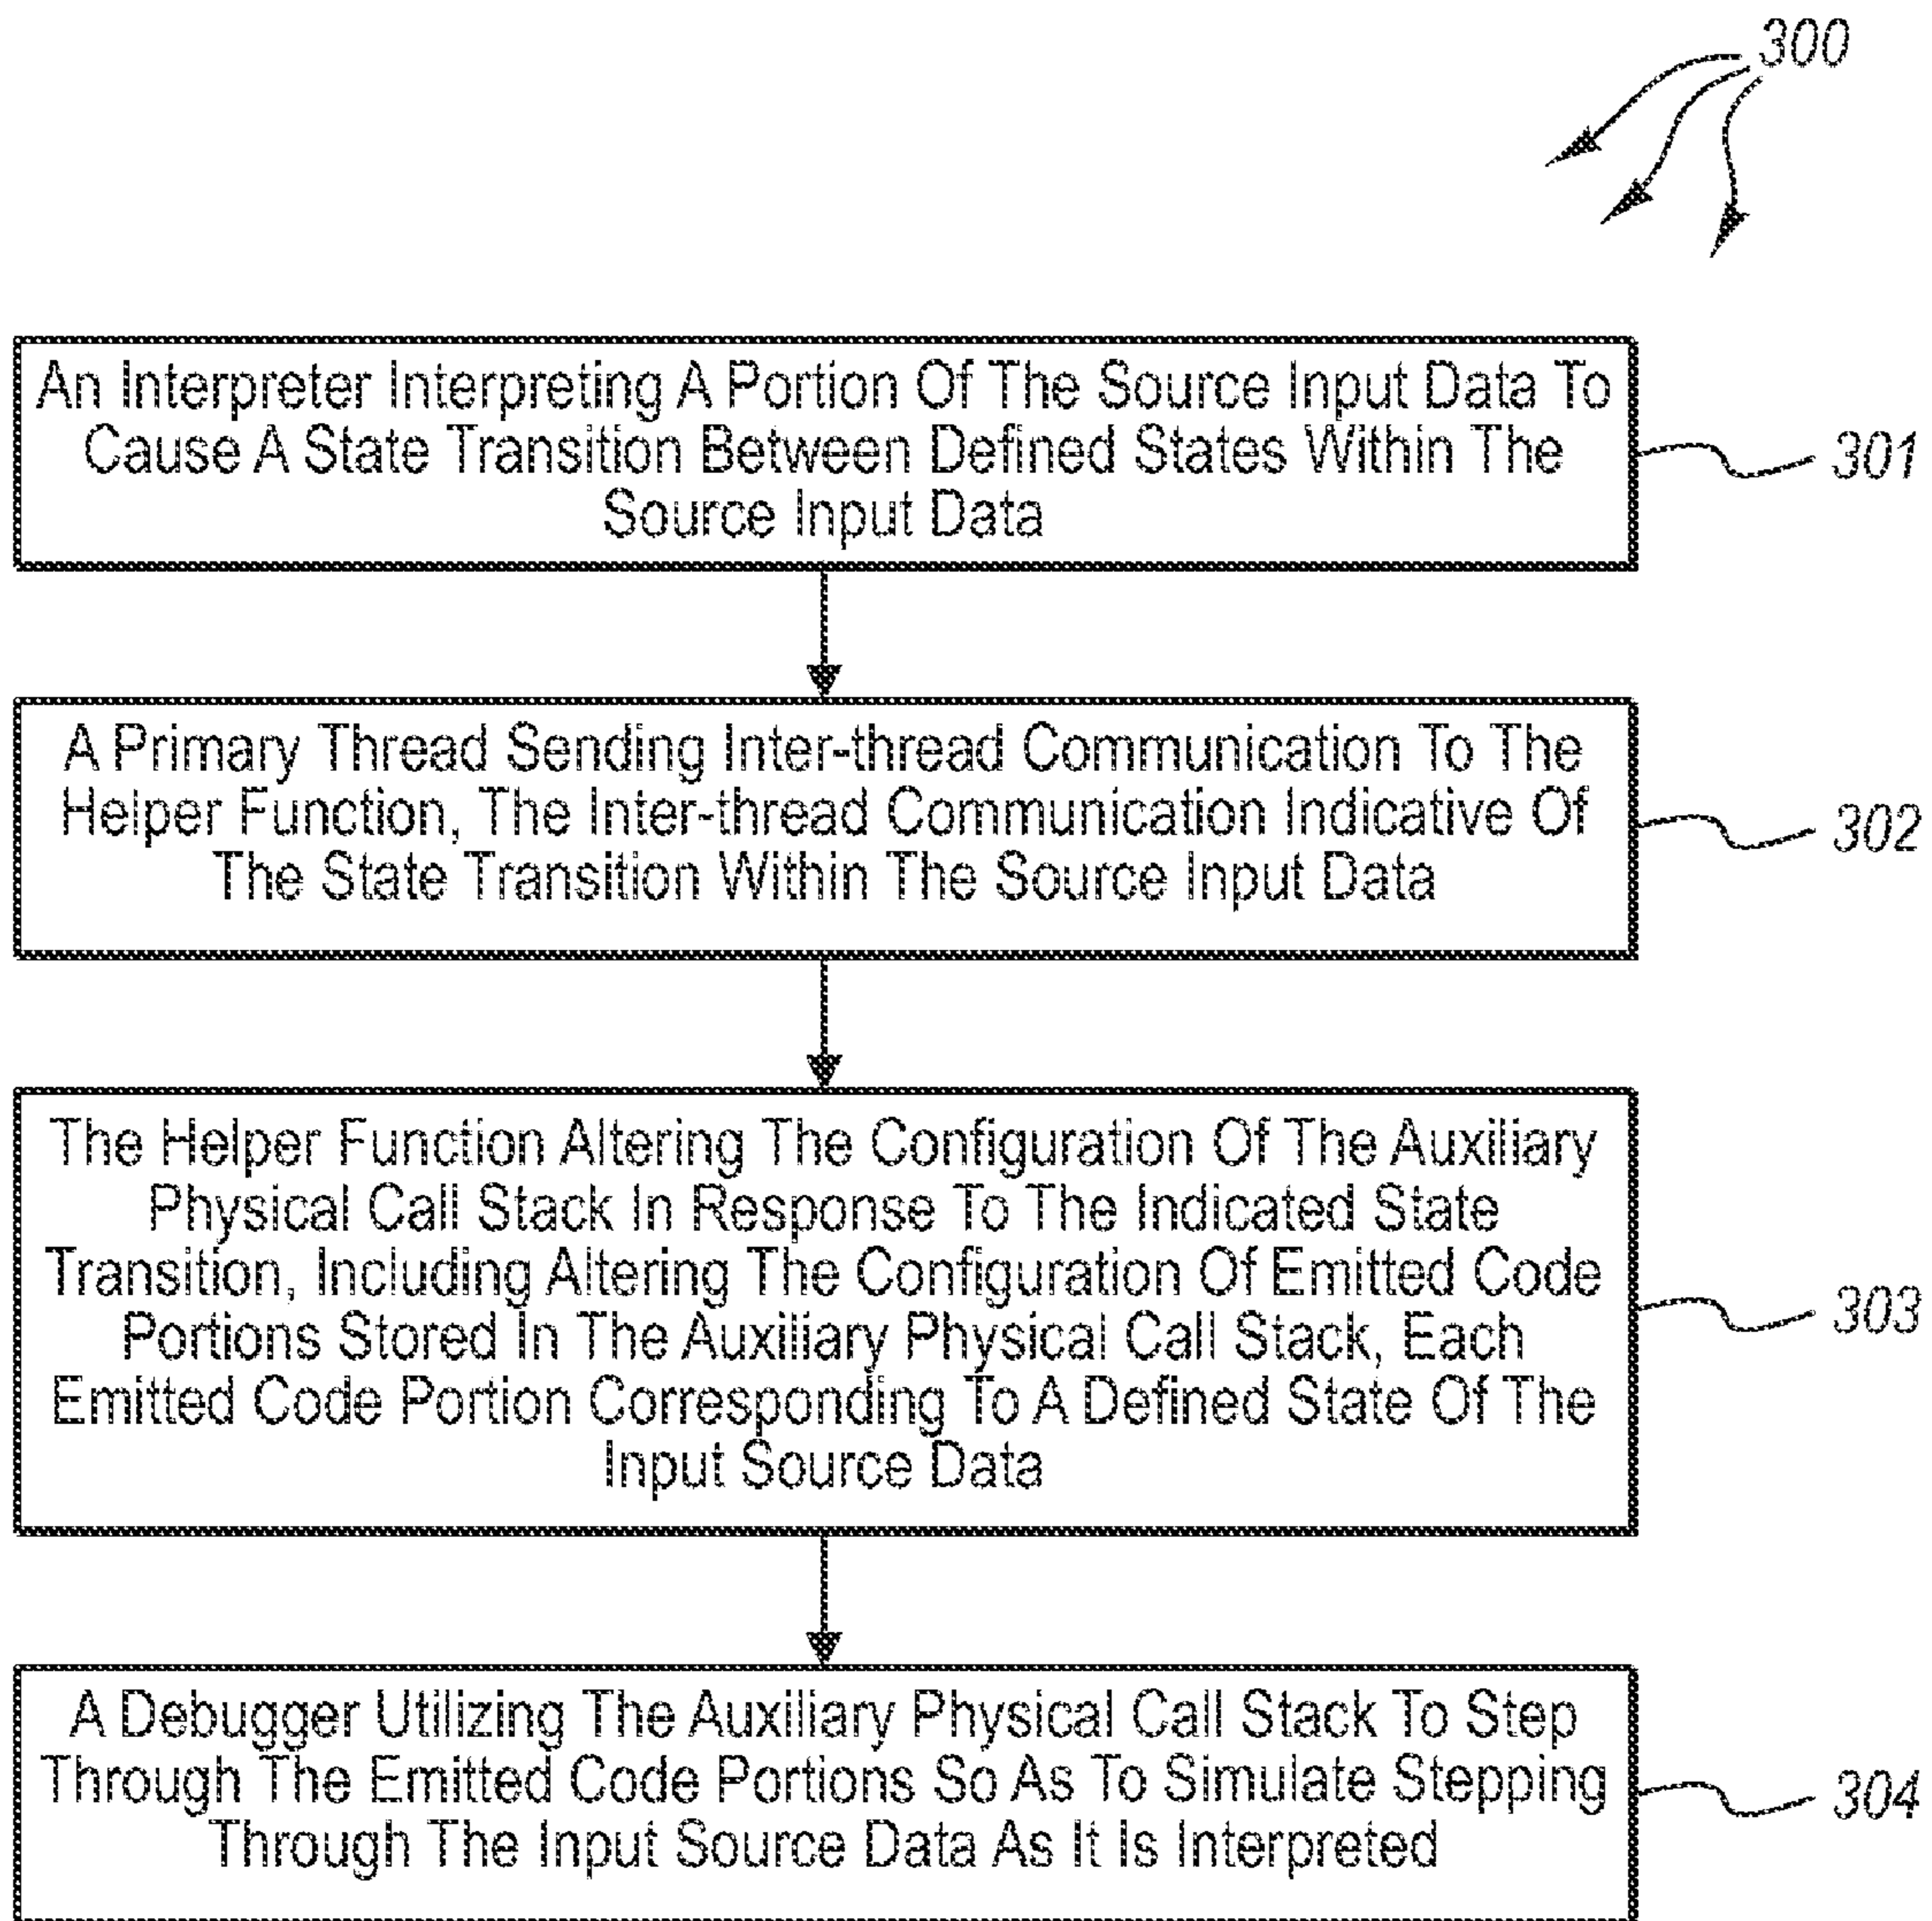 300
An Interpreter Interpreting A Portion Of The Source Input Data To
Cause A State Transition Between Defined States Within The
Source Input Data
301
A Primary Thread Sending Inter-thread Communication To The
Helper Function, The Inter-thread Communication Indicative Of
The State Transition Within The Source Input Data
302
The Helper Function Altering The Configuration Of The Auxiliary
Physical Call Stack In Response To The Indicated State
Transition, Including Altering The Configuration Of Emitted Code
Portions Stored In The Auxiliary Physical Call Stack, Each
Emitted Code Portion Corresponding To A Defined State Of The
Input Source Data
303
A Debugger Utilizing The Auxiliary Physical Call Stack To Step
Through The Emitted Code Portions So As To Simulate Stepping
Through The Input Source Data As It Is Interpreted
304